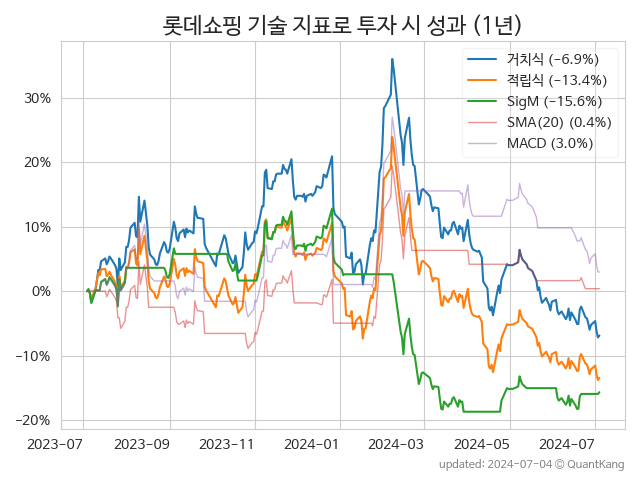 롯데쇼핑 기술 지표로 투자 시 성과 (1년)
거치식 (−6.9%)
적립식 (−13.4%)
SigM (−15.6%)
SMA(20) (0.4%)
MACD (3.0%)
30%
20%
10%
0%
−10%
−20%
2023-07
2023-09
2023-11
2024-01
2024-03
2024-05
2024-07
updated: 2024-07-04 @ QuantKang